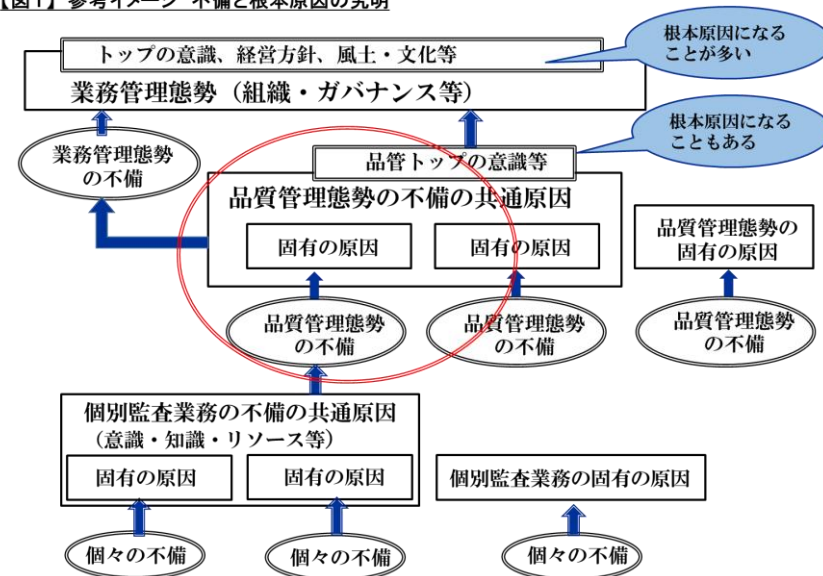 【図1】 参考イメージ 不備と根本原因の究明
トップの意識、経営方針、風土・文化等
根本原因になる
ことが多い
業務管理態勢（組織・ガバナンス等）
根本原因になる
こともある
業務管理態勢
の不備
品管トップの意識等
品質管理態勢の不備の共通原因
固有の原因
固有の原因
品質管理態勢の
固有の原因
品質管理態勢
の不備
品質管理態勢
の不備
品質管理態勢
の不備
個別監査業務の不備の共通原因
（意識・知識・リソース等）
固有の原因
固有の原因
個別監査業務の固有の原因
個々の不備
個々の不備
個々の不備